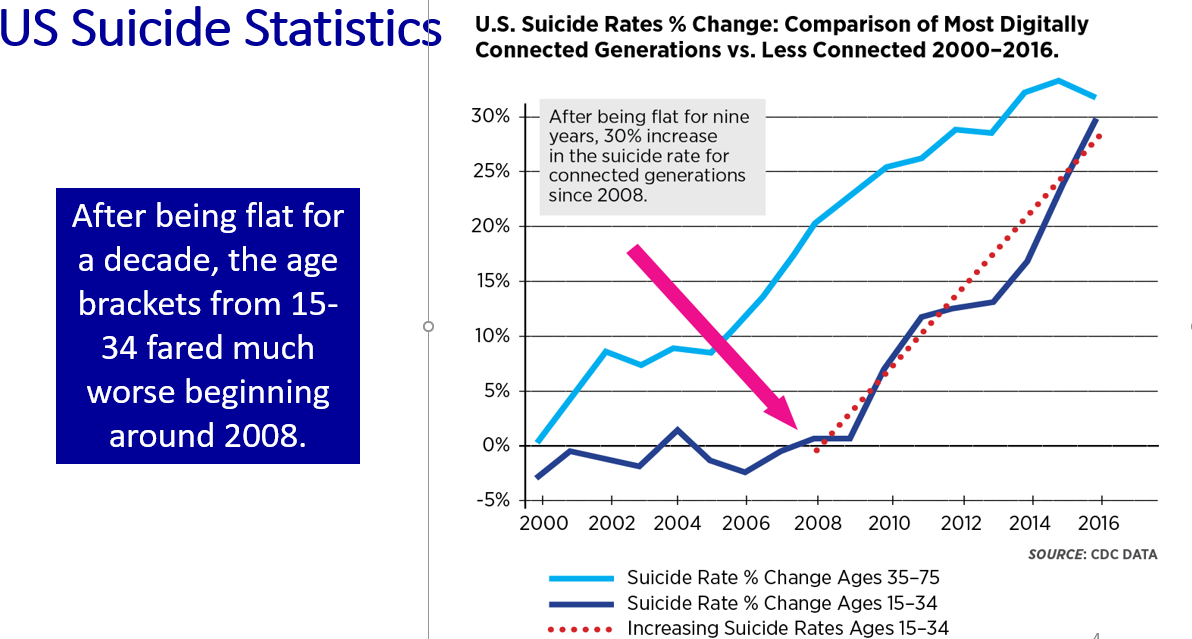 US Suicide Statistics
After being flat for
a decade, the age
brackets from 15-
34 fared much
worse beginning
around 2008.
U.S. Suicide Rates % Change: Comparison of Most Digitally
Connected Generations vs. Less Connected 2000–2016.
After being flat for nine
years, 30% increase
in the suicide rate for
connected generations
since 2008.
30%
25%
20%
15%
10%
5%
0%
-5%
2000 2002 2004 2006 2008 2010 2012 2014 2016
SOURCE: CDC DATA
Suicide Rate % Change Ages 35–75
Suicide Rate % Change Ages 15–34
Increasing Suicide Rates Ages 15–34